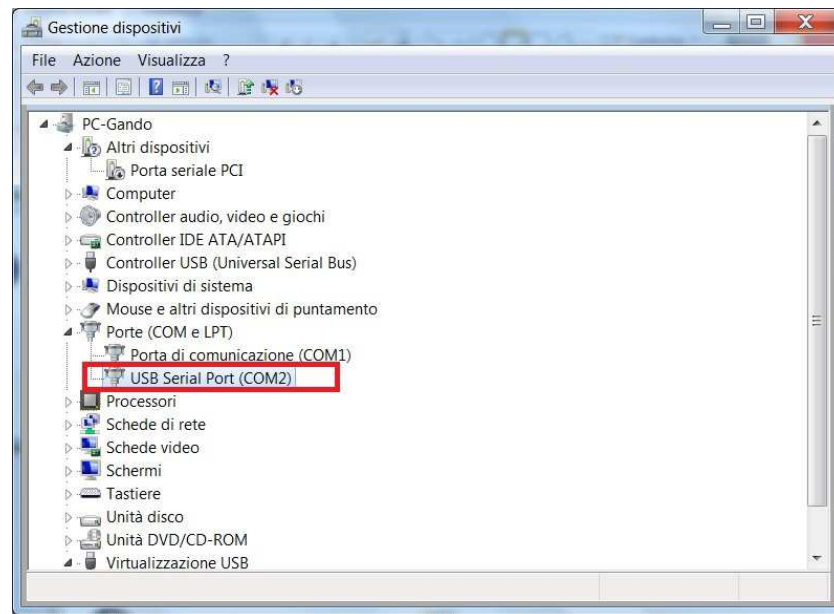 Gestione dispositivi
File Azione Visualizza ?
PC-Gando
Altri dispositivi
Porta seriale PCI
Computer
Controller audio, video e giochi
Controller IDE ATA/ATAPI
Controller USB (Universal Serial Bus)
Dispositivi di sistema
Mouse e altri dispositivi di puntamento
Porte (COM e LPT)
Porta di comunicazione (COM1)
USB Serial Port (COM2)
Processori
Schede di rete
Schede video
Schermi
Tastiere
Unità disco
Unità DVD/CD-ROM
Virtualizzazione USB